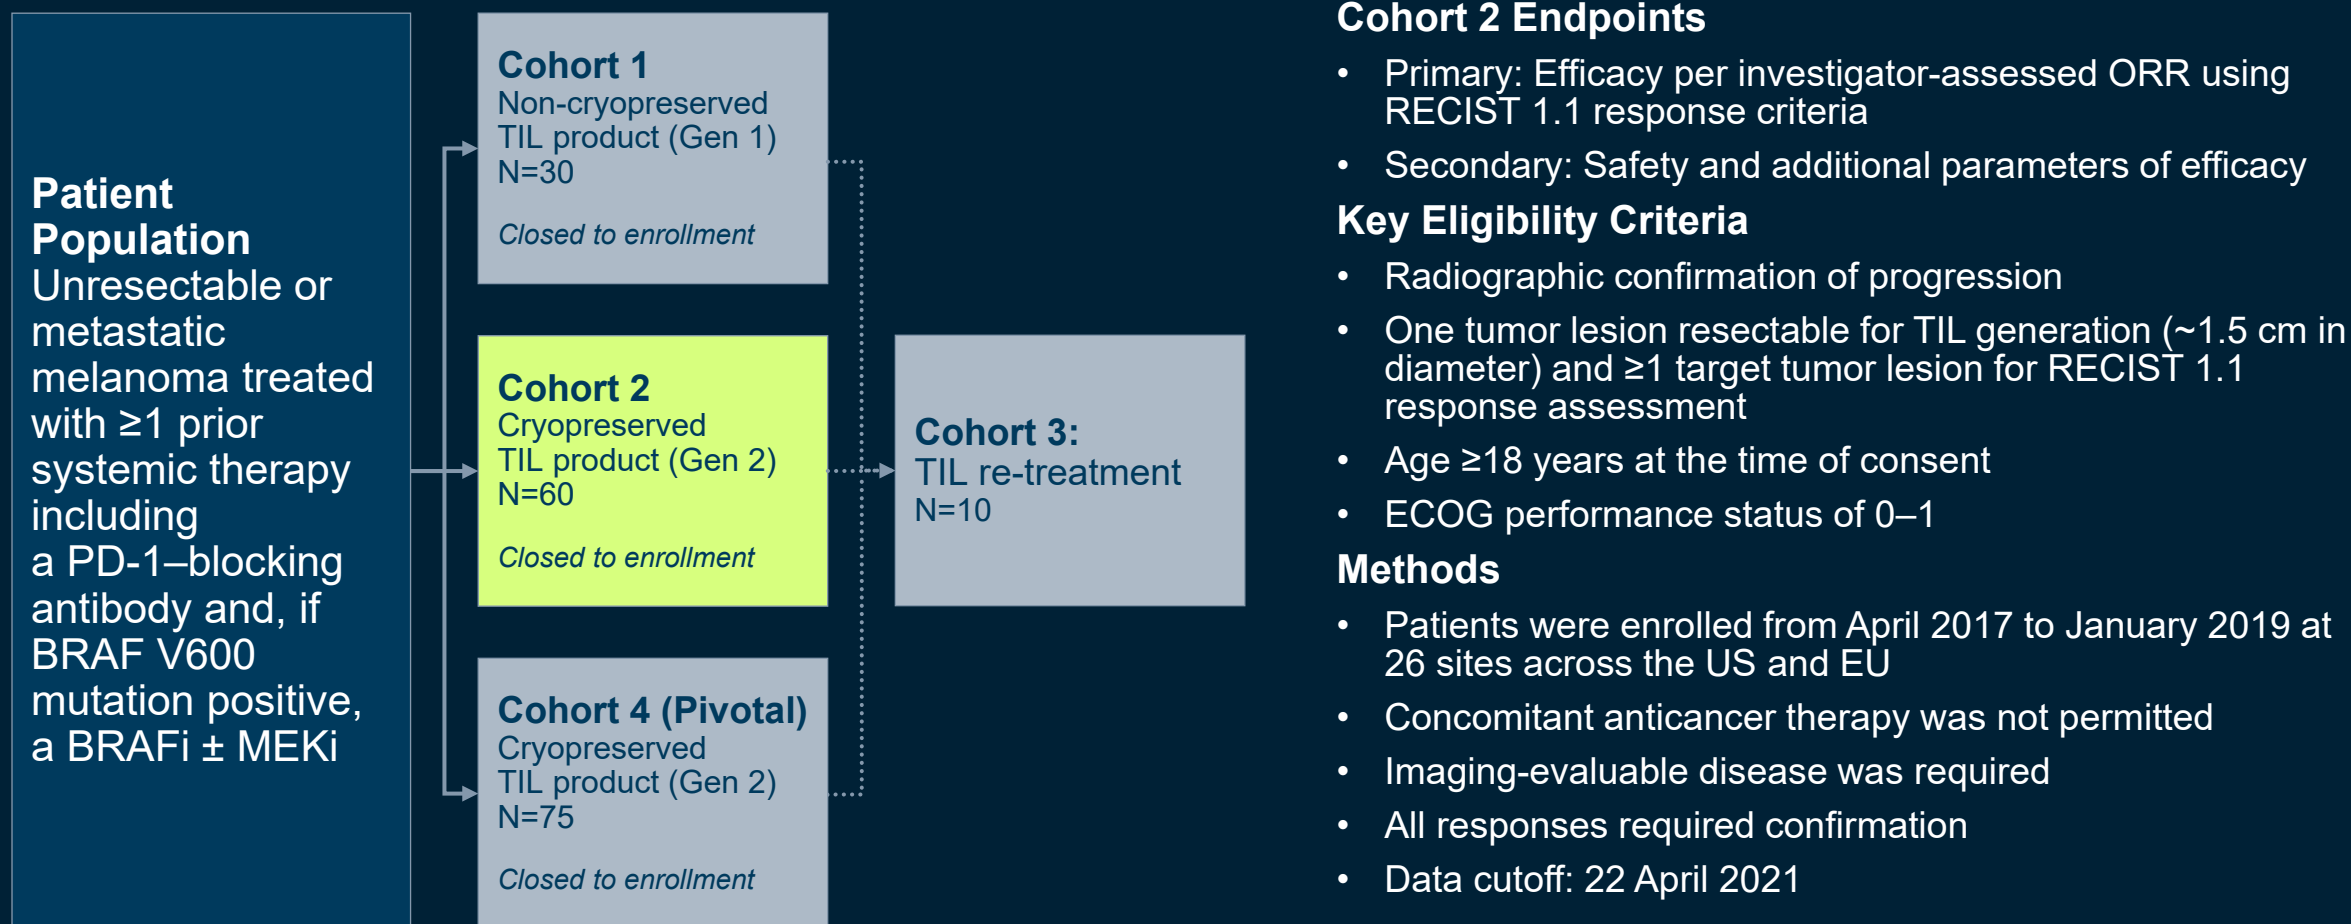 Patient
Population
Unresectable or
metastatic
melanoma treated
with ≥1 prior
systemic therapy
including
a PD-1–blocking
antibody and, if
BRAF V600
mutation positive,
a BRAFi ± MEKi
Cohort 1
Non-cryopreserved
TIL product (Gen 1)
N=30
Closed to enrollment
Cohort 2
Cryopreserved
TIL product (Gen 2)
N=60
Closed to enrollment
Cohort 4 (Pivotal)
Cryopreserved
TIL product (Gen 2)
N=75
Closed to enrollment
Cohort 3:
TIL re-treatment
N=10
Cohort 2 Endpoints
• Primary: Efficacy per investigator-assessed ORR using
RECIST 1.1 response criteria
• Secondary: Safety and additional parameters of efficacy
Key Eligibility Criteria
• Radiographic confirmation of progression
• One tumor lesion resectable for TIL generation (~1.5 cm in
diameter) and ≥1 target tumor lesion for RECIST 1.1
response assessment
• Age ≥18 years at the time of consent
• ECOG performance status of 0–1
Methods
• Patients were enrolled from April 2017 to January 2019 at
26 sites across the US and EU
• Concomitant anticancer therapy was not permitted
• Imaging-evaluable disease was required
• All responses required confirmation
• Data cutoff: 22 April 2021